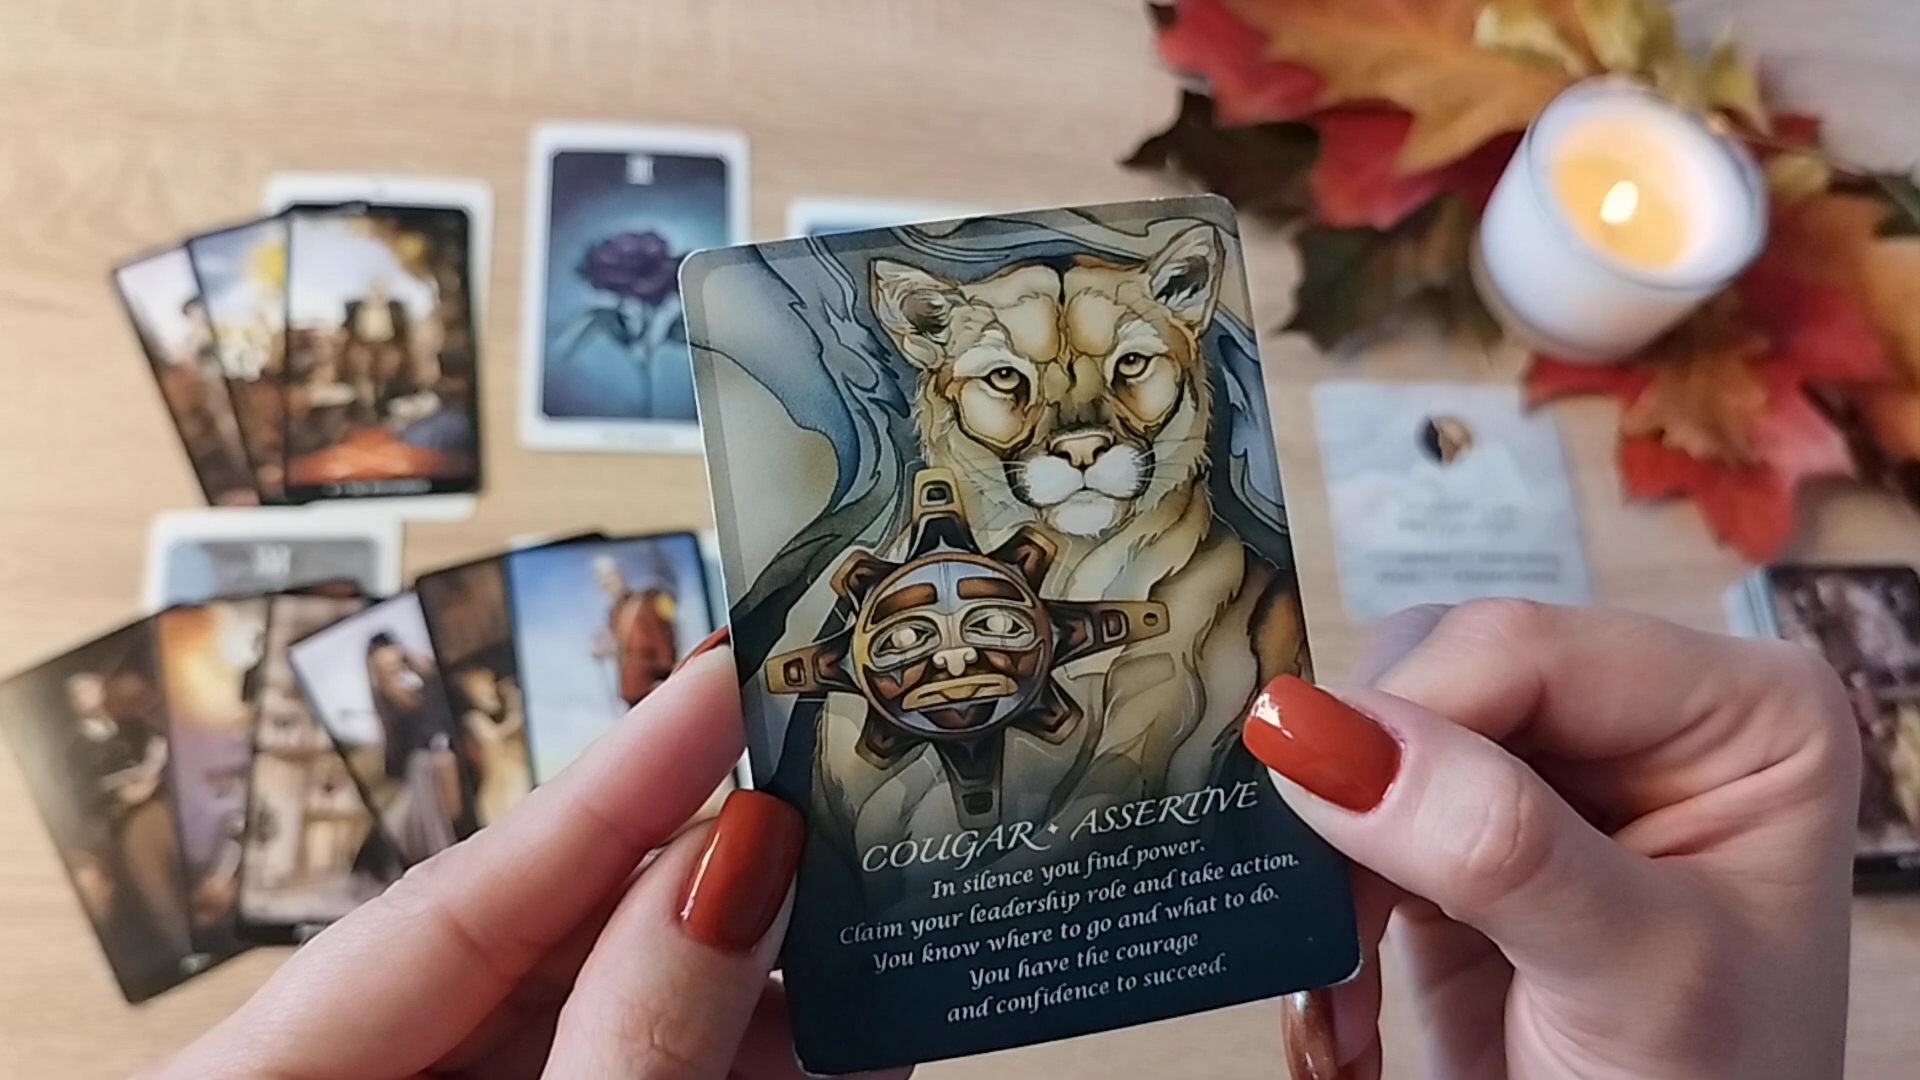 COUGAR • ASSERTIVE
In silence you find power.
Claim your leadership role and take action.
You know where to go and what to do.
You have the courage
and confidence to succeed.